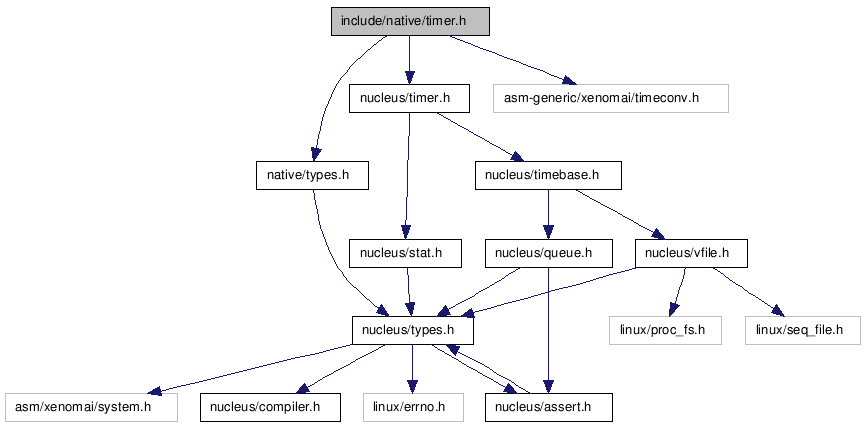 include/native/timer.h
nucleus/timer.h
asm-generic/xenomai/timeconv.h
native/types.h
nucleus/timebase.h
nucleus/stat.h
nucleus/queue.h
nucleus/vfile.h
nucleus/types.h
linux/proc_fs.h
linux/seq_file.h
asm/xenomai/system.h
nucleus/compiler.h
linux/errno.h
nucleus/assert.h